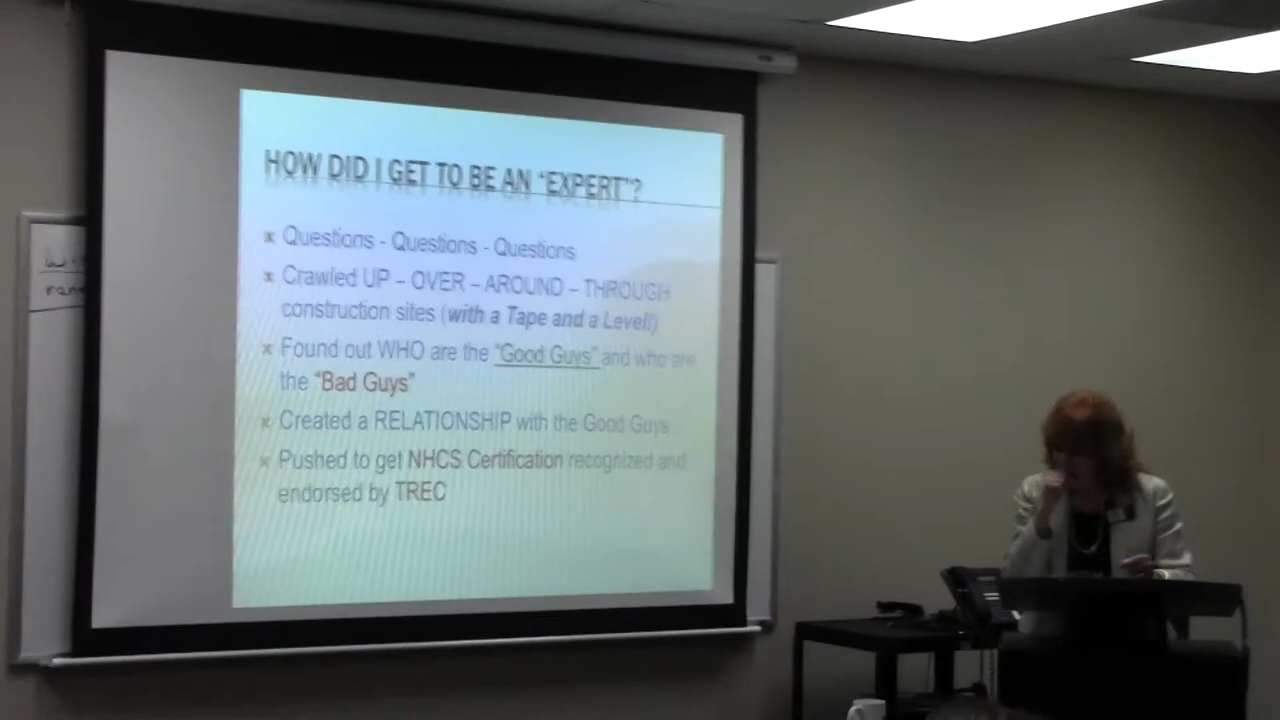 HOW DID I GET TO BE AN “EXPERT”?
Questions - Questions - Questions
Crawled UP – OVER – AROUND – THROUGH
construction sites (with a Tape and a Level!)
Found out WHO are the “Good Guys” and who are
the “Bad Guys”
Created a RELATIONSHIP with the Good Guys
Pushed to get NHCS Certification recognized and
endorsed by TREC